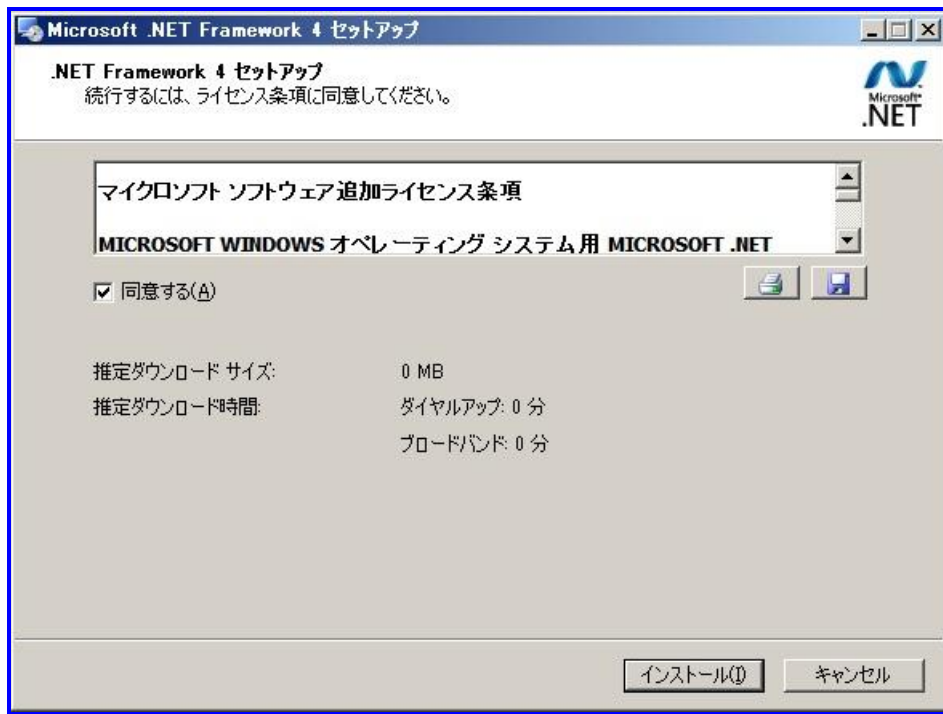 Microsoft .NET Framework 4 セットアップ
.NET Framework 4 セットアップ
続行するには、ライセンス条項に同意してください。
Microsoft
.NET
マイクロソフト ソフトウェア追加ライセンス条項
MICROSOFT WINDOWS オペレーティング システム用 MICROSOFT .NET
同意する(A)
推定ダウンロード サイズ: 0 MB
推定ダウンロード時間: ダイヤルアップ: 0 分
ブロードバンド: 0 分
インストール(I) キャンセル